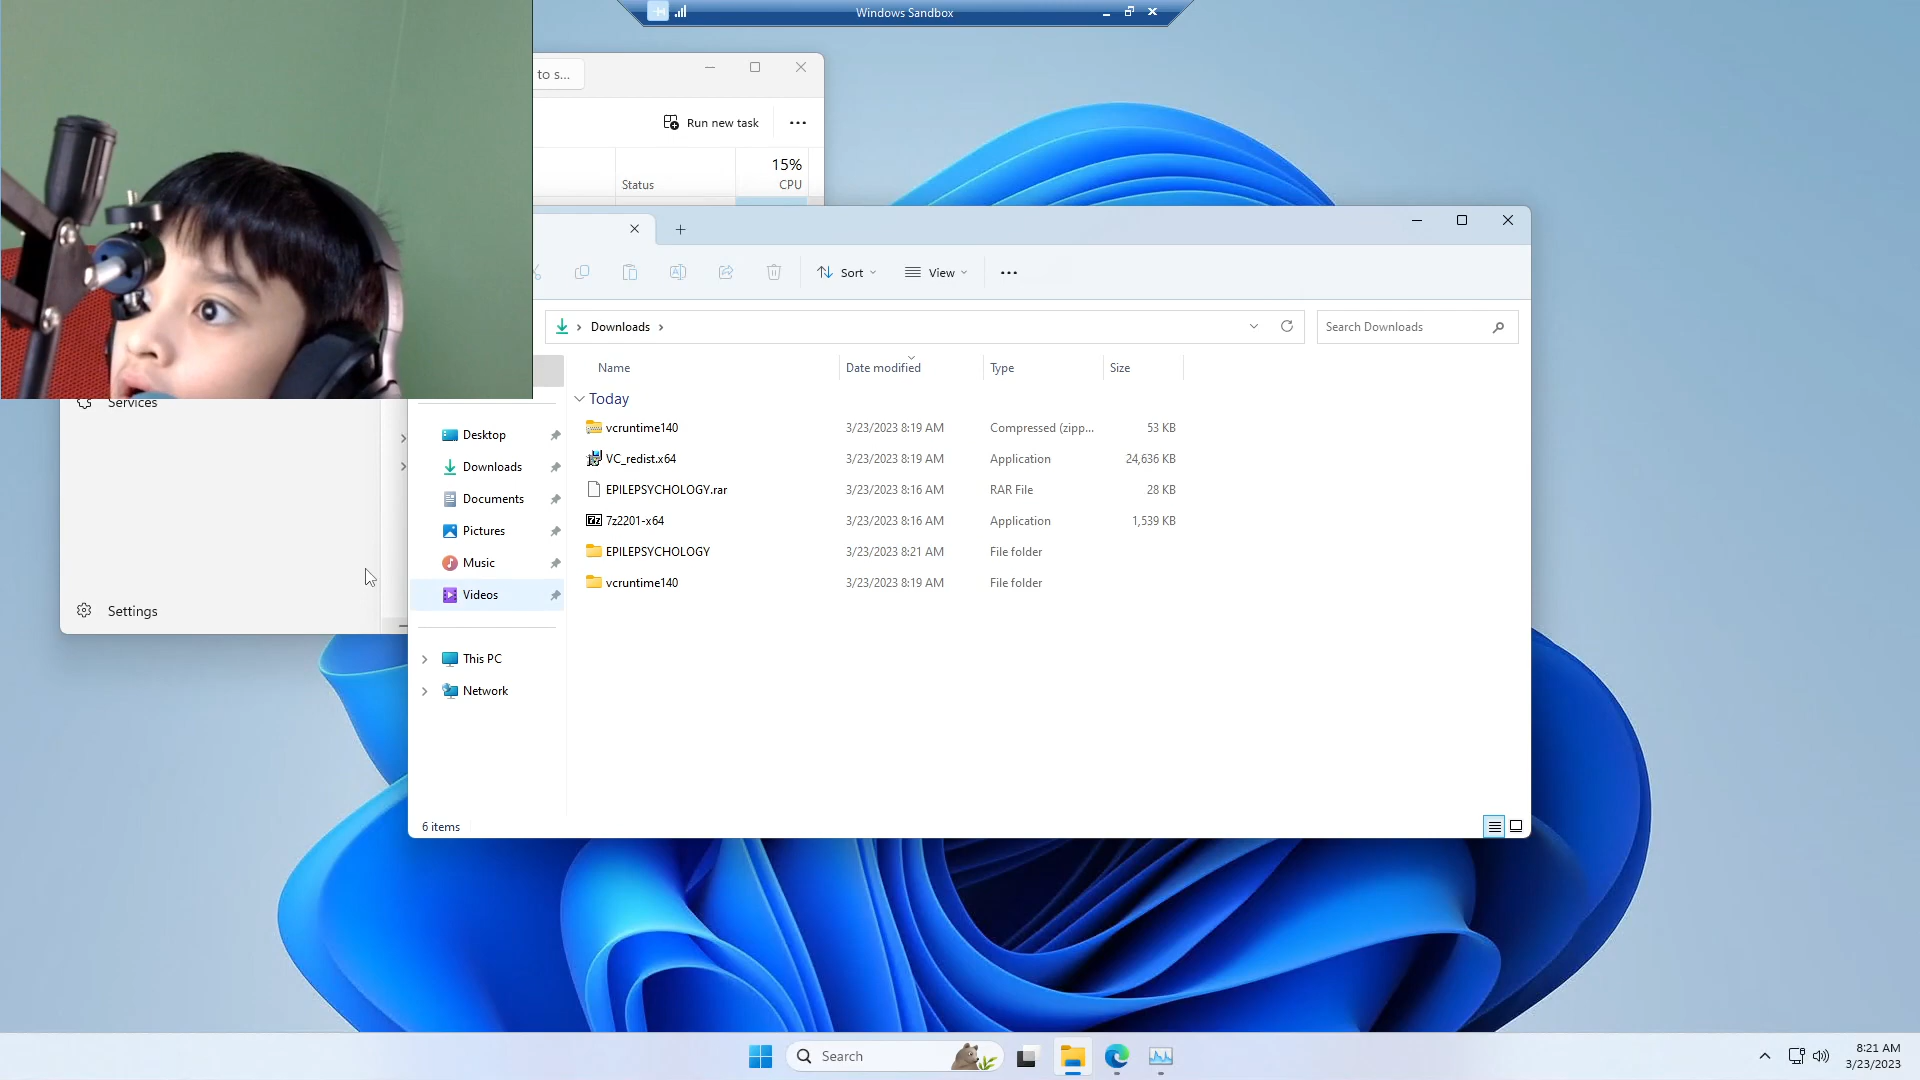 Windows Sandbox
to s...
Run new task
15%
Status
CPU
Sort
View
Downloads
Search Downloads
Name
Date modified
Type
Size
Today
vcruntime140
3/23/2023 8:19 AM
Compressed (zipp...
53 KB
VC_redist.x64
3/23/2023 8:19 AM
Application
24,636 KB
EPILEPSYCHOLOGY.rar
3/23/2023 8:16 AM
RAR File
28 KB
7z2201-x64
3/23/2023 8:16 AM
Application
1,539 KB
EPILEPSYCHOLOGY
3/23/2023 8:21 AM
File folder
vcruntime140
3/23/2023 8:19 AM
File folder
Services
Settings
Desktop
Downloads
Documents
Pictures
Music
Videos
This PC
Network
6 items
Search
8:21 AM
3/23/2023